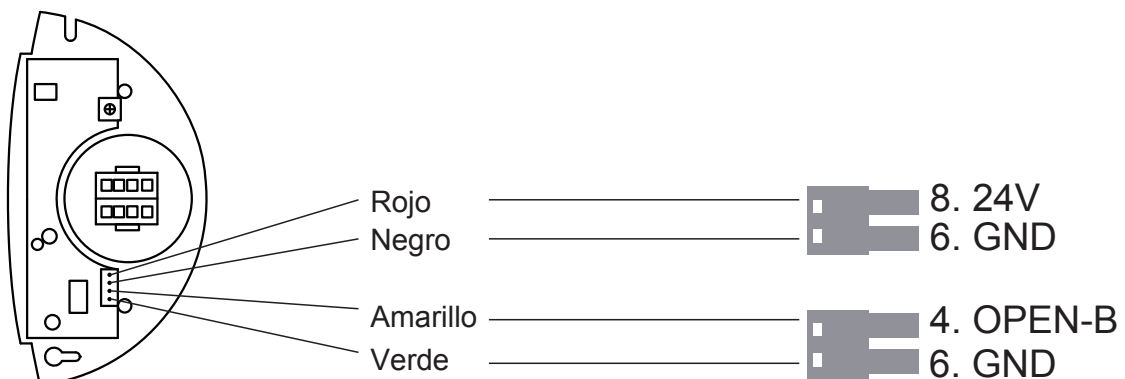 Rojo 8. 24V
Negro 6. GND
Amarillo 4. OPEN-B
Verde 6. GND